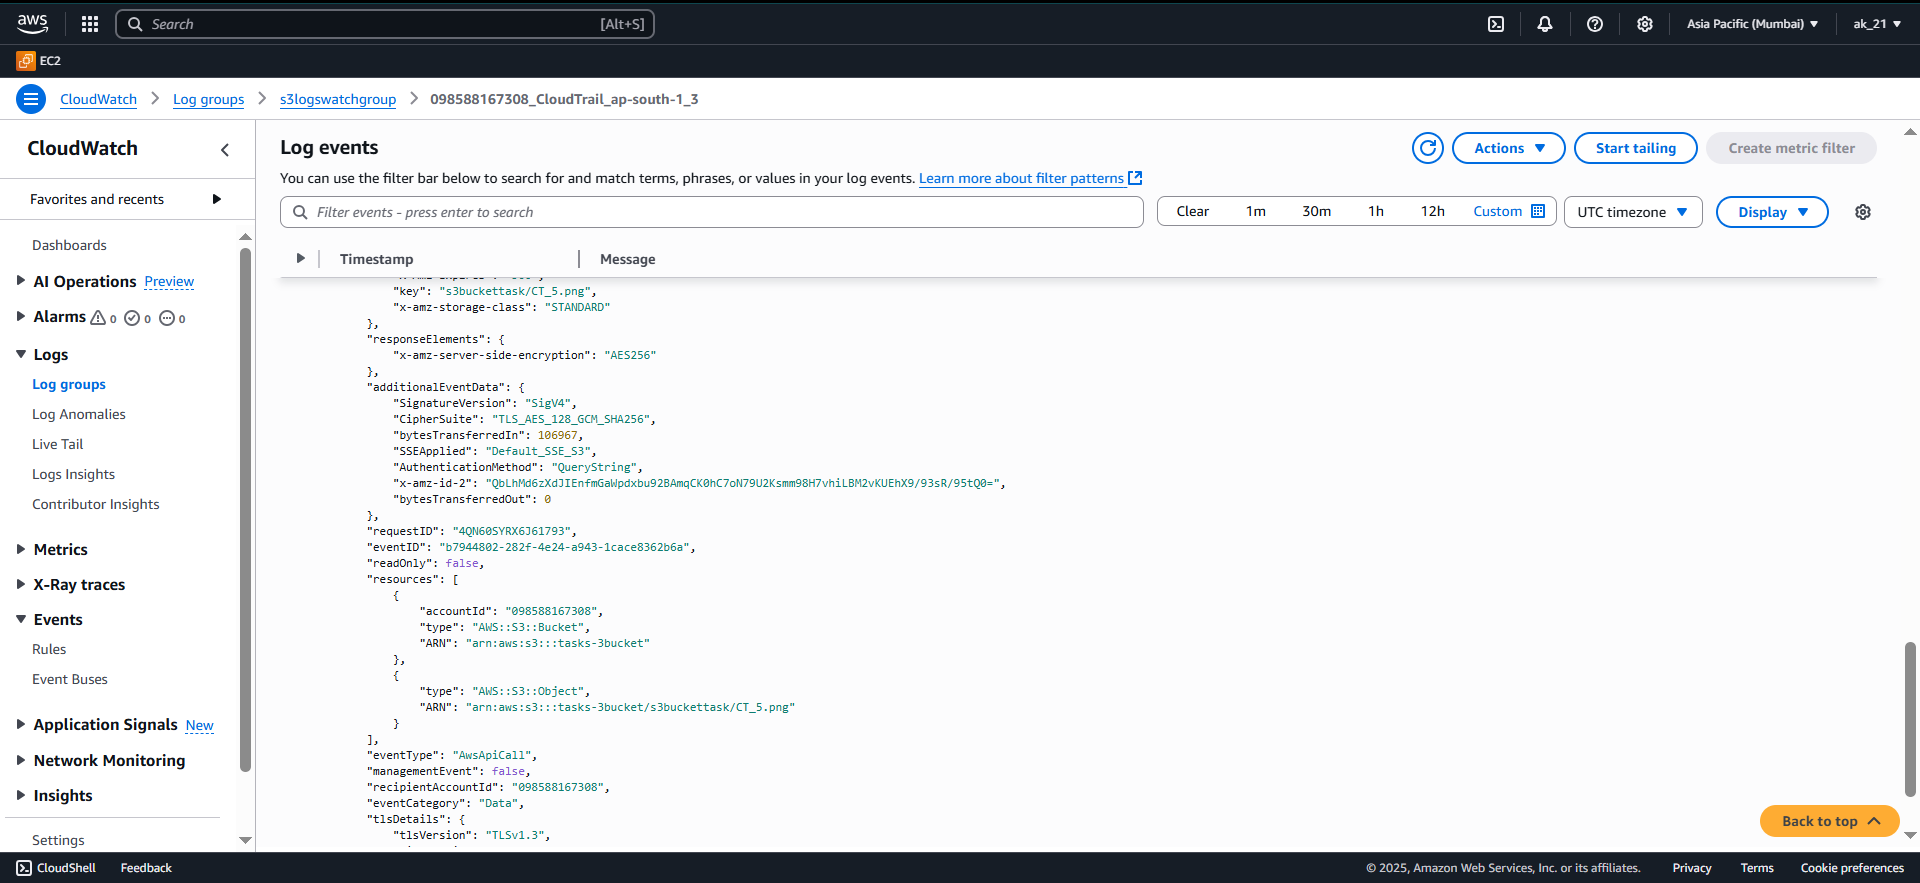 aws
Search [Alt+S]
Asia Pacific (Mumbai)
ak_21
EC2
CloudWatch
Log groups
s3logswatchgroup
098588167308_CloudTrail_ap-south-1_3
CloudWatch
Favorites and recents
Dashboards
AI Operations Preview
Alarms 0 0 0
Logs
Log groups
Log Anomalies
Live Tail
Logs Insights
Contributor Insights
Metrics
X-Ray traces
Events
Rules
Event Buses
Application Signals New
Network Monitoring
Insights
Settings
Log events
Actions
Start tailing
Create metric filter
You can use the filter bar below to search for and match terms, phrases, or values in your log events. Learn more about filter patterns
Filter events - press enter to search
Clear 1m 30m 1h 12h Custom
UTC timezone
Display
Timestamp Message
"key": "s3buckettask/CT_5.png",
"x-amz-storage-class": "STANDARD"
},
"responseElements": {
"x-amz-server-side-encryption": "AES256"
},
"additionalEventData": {
"SignatureVersion": "SigV4",
"CipherSuite": "TLS_AES_128_GCM_SHA256",
"bytesTransferredIn": 106967,
"SSEApplied": "Default_SSE_S3",
"AuthenticationMethod": "QueryString",
"x-amz-id-2": "QbLhMd6zXdJIEnfmGaWpdxbu92BAmqCK0hC7oN79U2Ksmm98H7vhiLBM2vKUEhX9/93sR/95tQ0=",
"bytesTransferredOut": 0
},
"requestID": "4QN60SYRX6J61793",
"eventID": "b7944802-282f-4e24-a943-1cace8362b6a",
"readOnly": false,
"resources": [
{
"accountId": "098588167308",
"type": "AWS::S3::Bucket",
"ARN": "arn:aws:s3:::tasks-3bucket"
},
{
"type": "AWS::S3::Object",
"ARN": "arn:aws:s3:::tasks-3bucket/s3buckettask/CT_5.png"
}
],
"eventType": "AwsApiCall",
"managementEvent": false,
"recipientAccountId": "098588167308",
"eventCategory": "Data",
"tlsDetails": {
"tlsVersion": "TLSv1.3",
Back to top
CloudShell
Feedback
© 2025, Amazon Web Services, Inc. or its affiliates.
Privacy
Terms
Cookie preferences